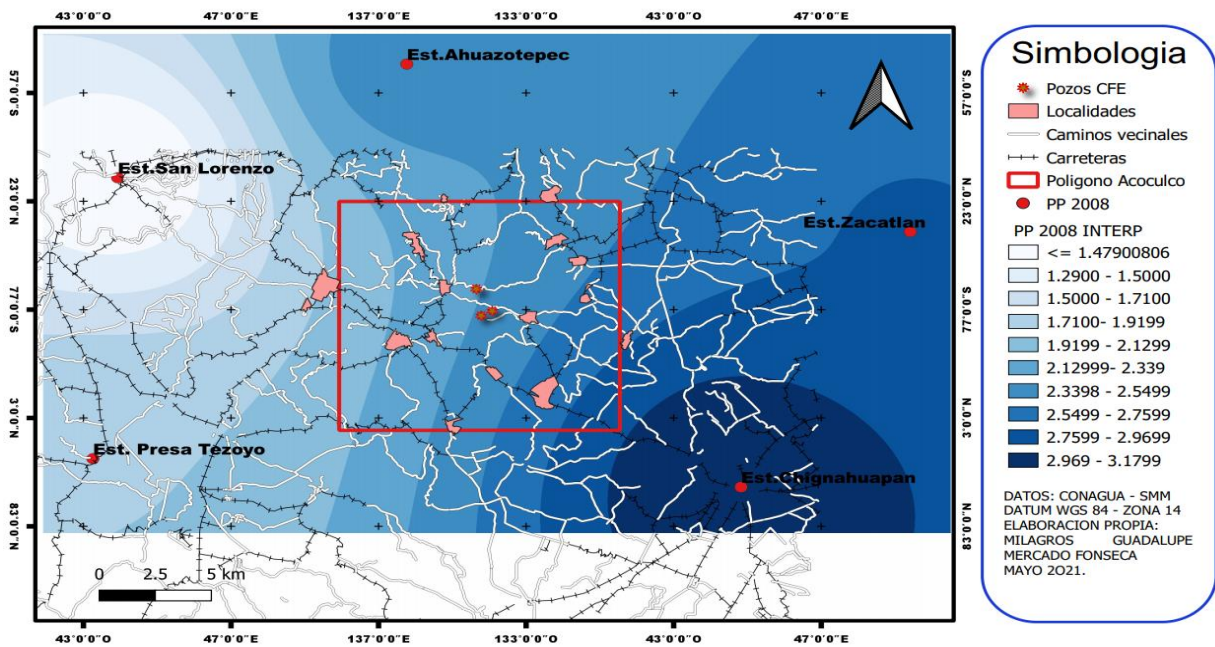 43°0'0"O 47°0'0"O 137°0'0"O 133°0'0"O 43°0'0"O 47°0'0"O
Est.Ahuazotepec
57°0'0"S
57°0'0"S
Est.San Lorenzo
23°0'0"N
23°0'0"N
Est.Zacatlan
77°0'0"S
77°0'0"S
3°0'0"N
3°0'0"N
Est. Presa Tezoyo
Est.Chignahuapan
83°0'0"N
83°0'0"N
0 2.5 5 km
43°0'0"O 47°0'0"O 137°0'0"O 133°0'0"O 43°0'0"O 47°0'0"O
Simbologia
Pozos CFE
Localidades
Caminos vecinales
Carreteras
Poligono Acoculco
PP 2008
PP 2008 INTERP
<= 1.47900806
1.2900 - 1.5000
1.5000 - 1.7100
1.7100- 1.9199
1.9199 - 2.1299
2.12999- 2.339
2.3398 - 2.5499
2.5499 - 2.7599
2.7599 - 2.9699
2.969 - 3.1799
DATOS: CONAGUA - SMM
DATUM WGS 84 - ZONA 14
ELABORACION PROPIA:
MILAGROS GUADALUPE
MERCADO FONSECA
MAYO 2O21.